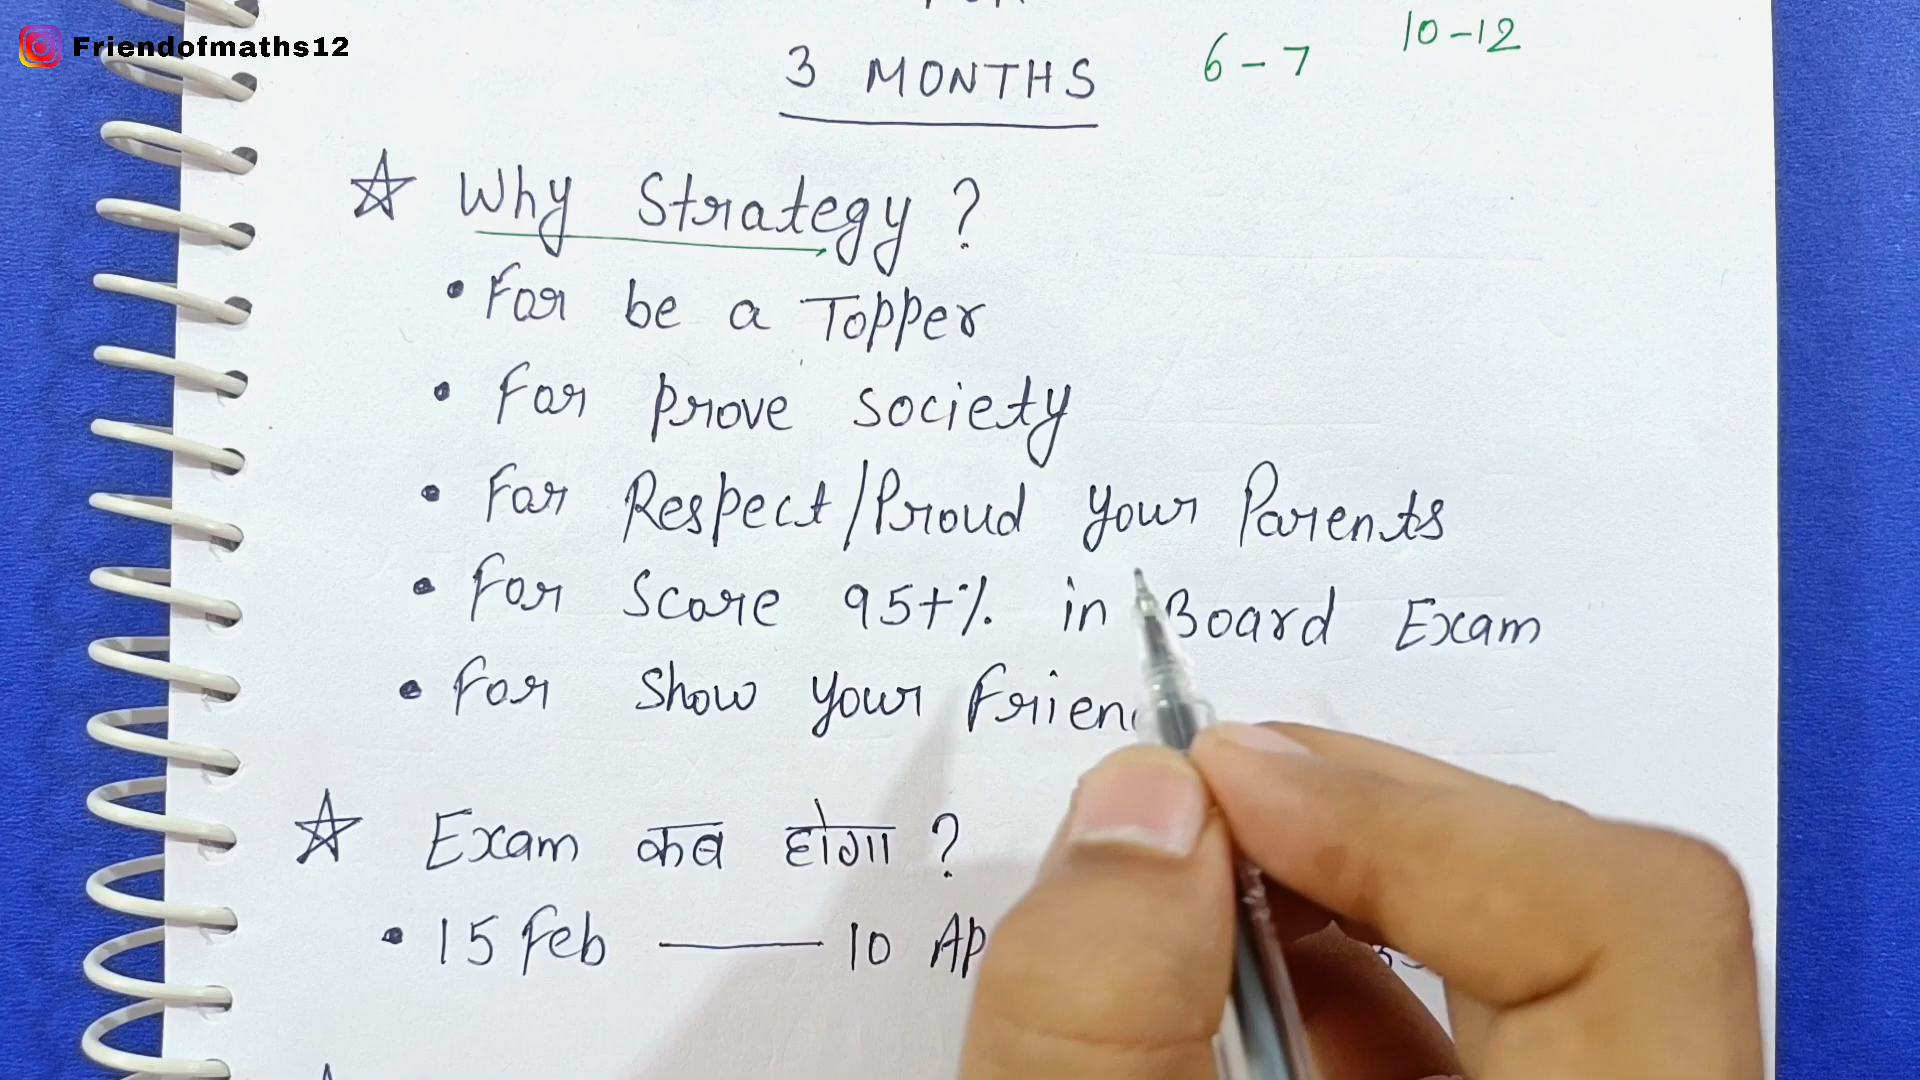 Friendofmaths12
3 MONTHS
6-7
10-12
Why Strategy?
• For be a Topper
• For prove society
• For Respect/Proud your Parents
• For Score 95+% in Board Exam
• For Show your
Exam कब होगा ?
• 15 Feb —— 10